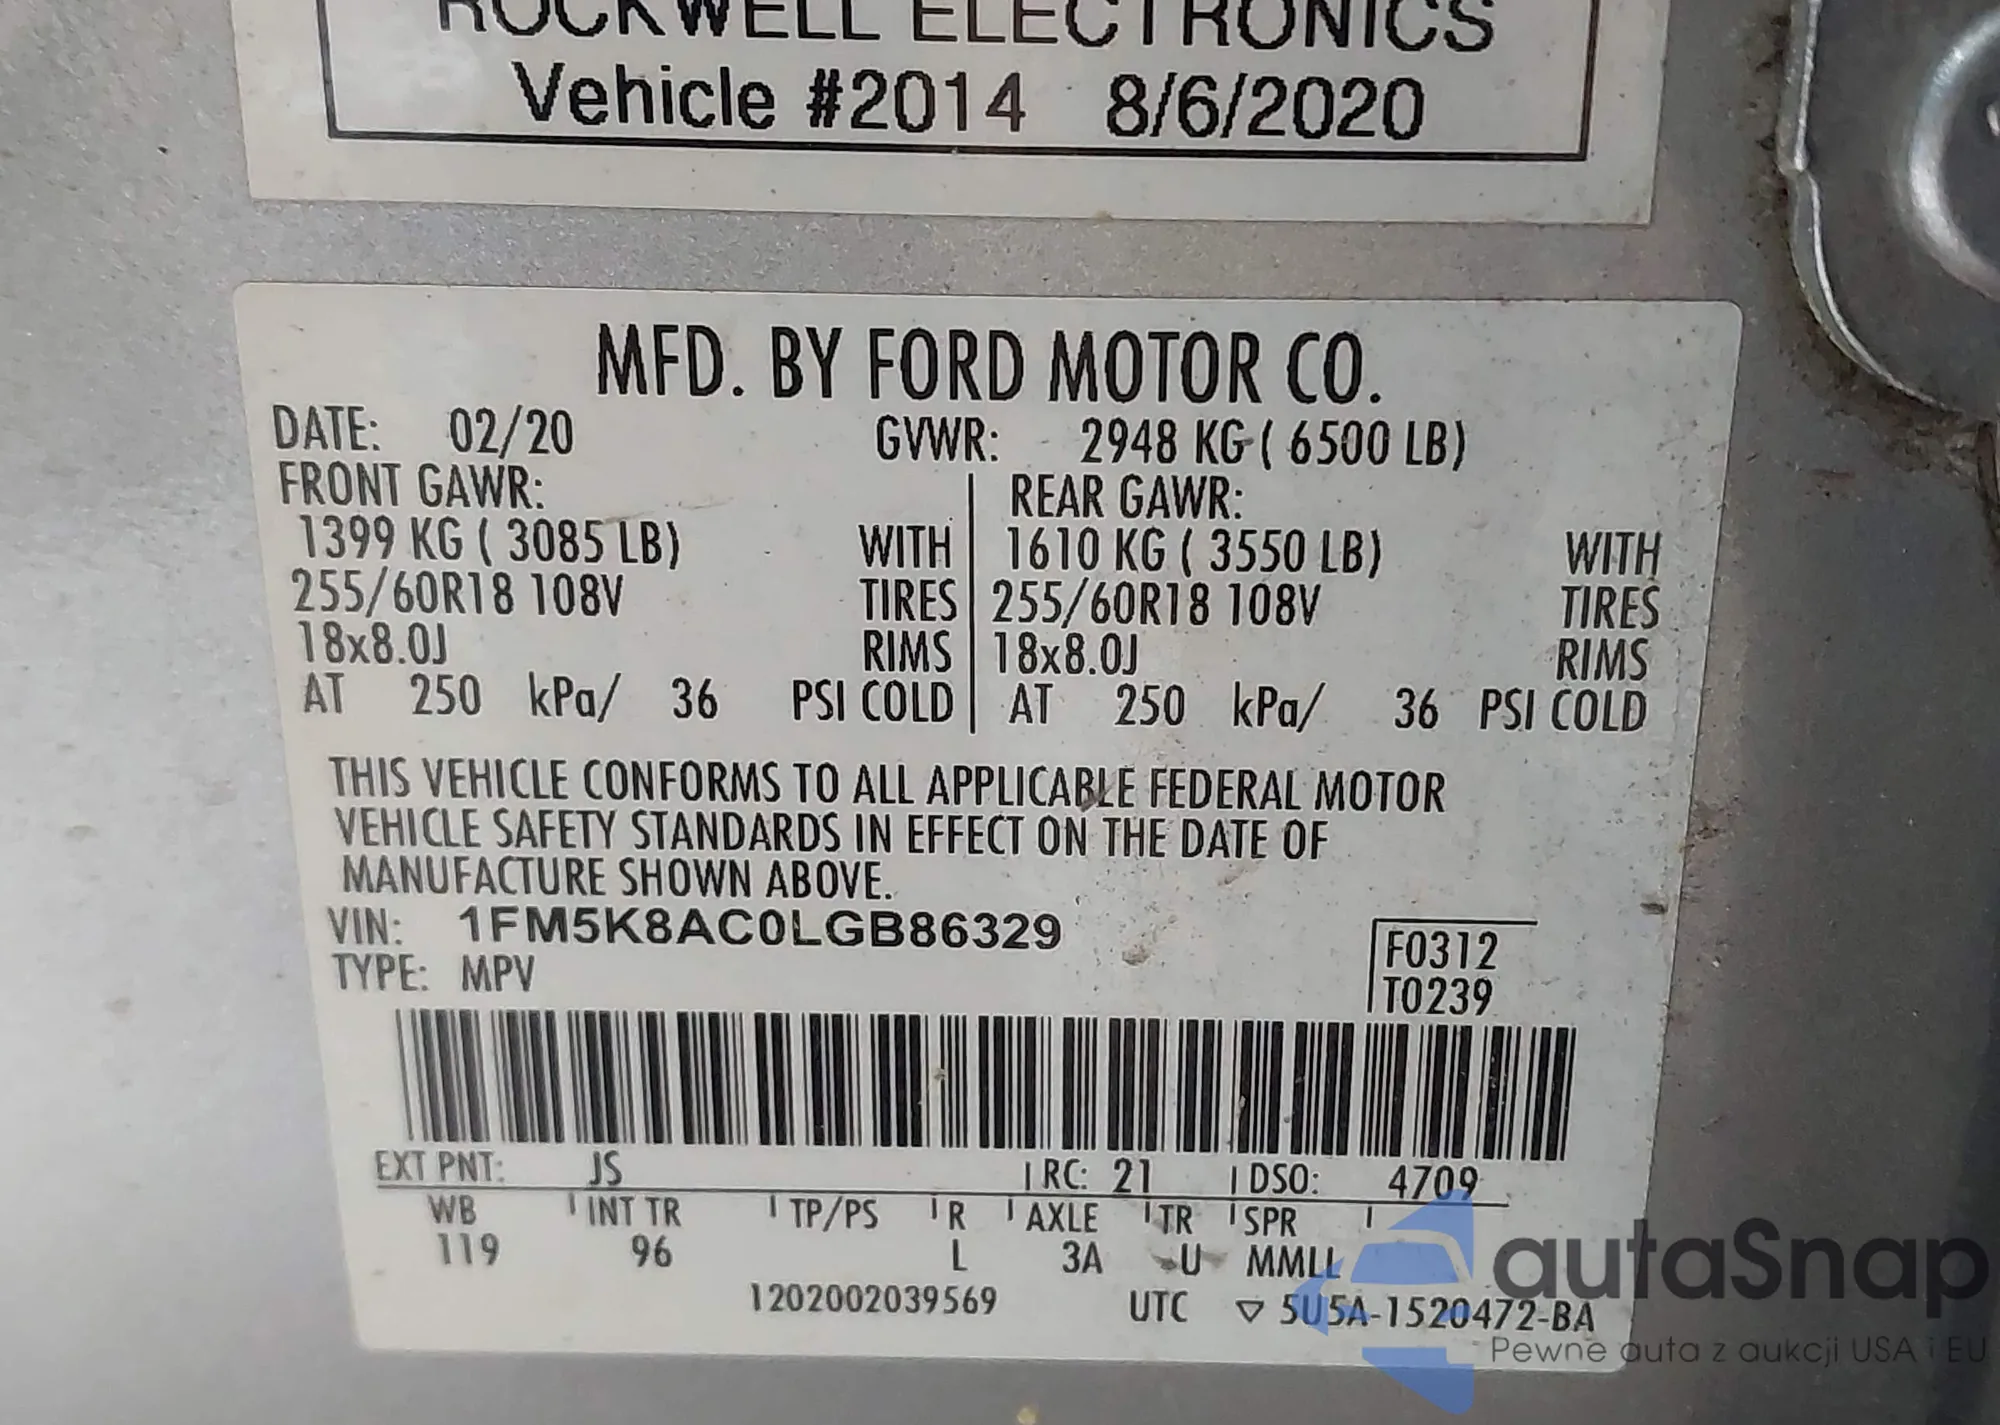 ROCKWELL ELECTRONICS
Vehicle #2014 8/6/2020
MFD. BY FORD MOTOR CO.
DATE: 02/20 GVWR: 2948 KG ( 6500 LB)
FRONT GAWR: REAR GAWR:
1399 KG ( 3085 LB) WITH 1610 KG ( 3550 LB) WITH
255/60R18 108V TIRES 255/60R18 108V TIRES
18x8.0J RIMS 18x8.0J RIMS
AT 250 kPa/ 36 PSI COLD AT 250 kPa/ 36 PSI COLD
THIS VEHICLE CONFORMS TO ALL APPLICABLE FEDERAL MOTOR
VEHICLE SAFETY STANDARDS IN EFFECT ON THE DATE OF
MANUFACTURE SHOWN ABOVE.
VIN: 1FM5K8AC0LGB86329
TYPE: MPV
F0312
T0239
EXT PNT: JS RC: 21 DSO: 4709
WB INT TR TP/PS R AXLE TR SPR
119 96 L 3A U MMLL
1202002039569 UTC ▽ 5U5A-1520472-BA
autaSnap
Pewne auta z aukcji USA i EU